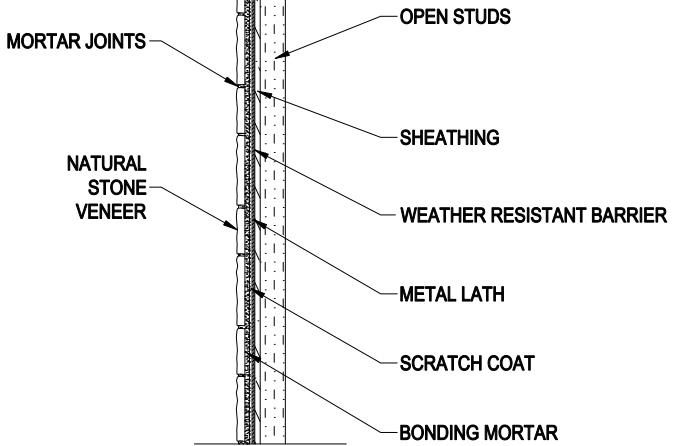 OPEN STUDS
MORTAR JOINTS
SHEATHING
NATURAL
STONE
VENEER
WEATHER RESISTANT BARRIER
METAL LATH
SCRATCH COAT
BONDING MORTAR